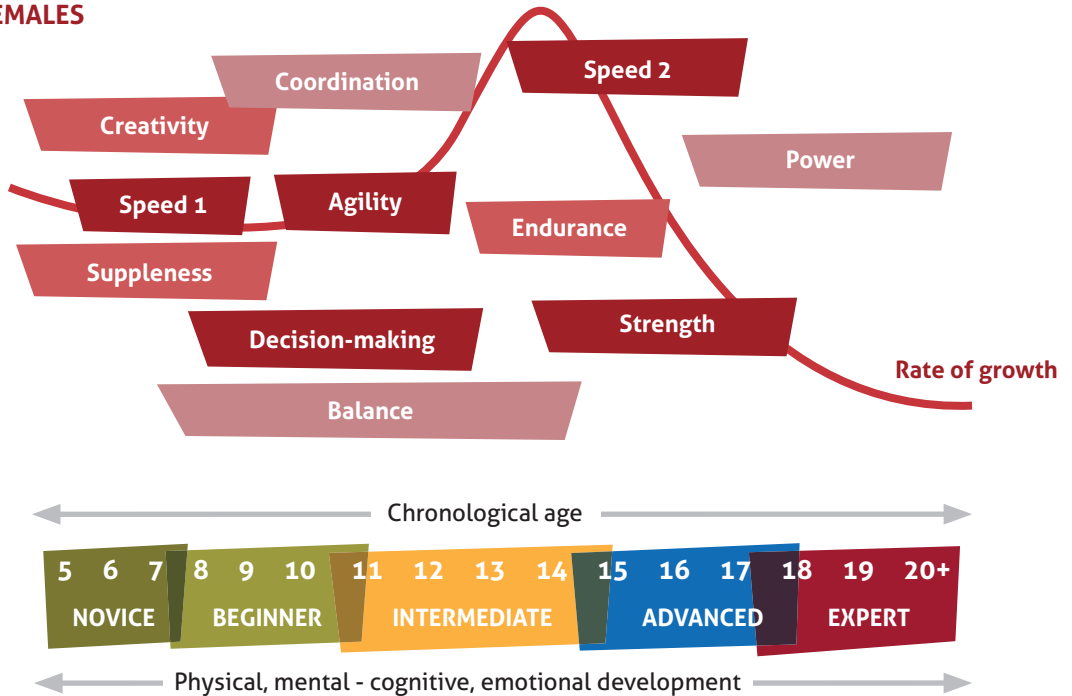 EMALES
Coordination
Speed 2
Creativity
Power
Speed 1
Agility
Endurance
Suppleness
Decision-making
Strength
Rate of growth
Balance
Chronological age
5 6 7 8 9 10 11 12 13 14 15 16 17 18 19 20+
NOVICE BEGINNER INTERMEDIATE ADVANCED EXPERT
Physical, mental - cognitive, emotional development